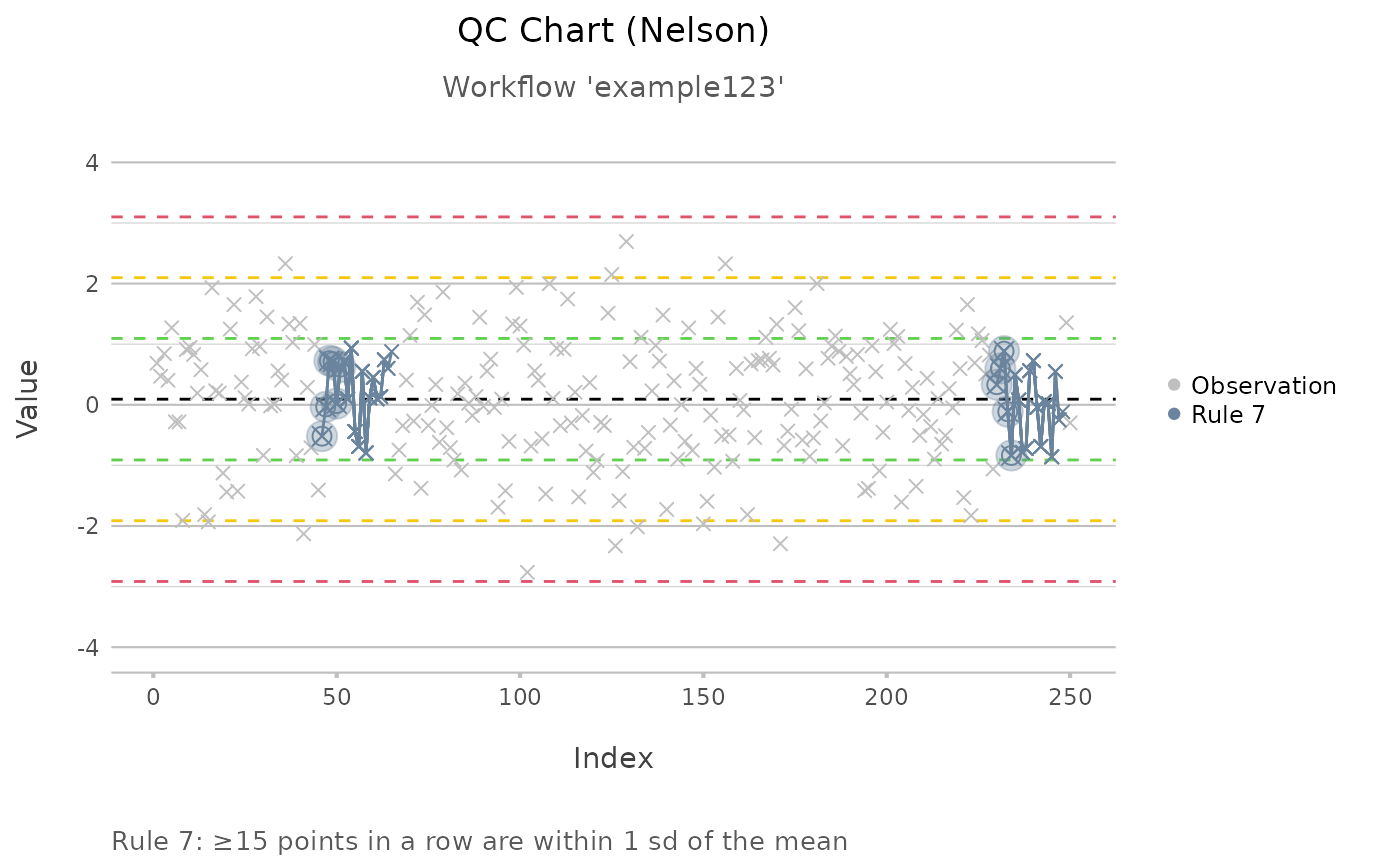 QC Chart (Nelson)
Workflow 'example123'
Value
4
2
0
-2
-4
0 50 100 150 200 250
Index
Observation
Rule 7
Rule 7: ≥15 points in a row are within 1 sd of the mean